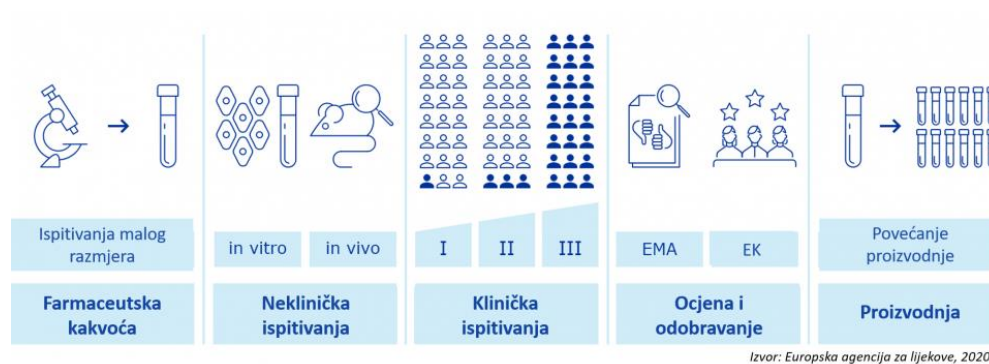 Ispitivanja malog
razmjera
in vitro
in vivo
I
II
III
EMA
EK
Povećanje
proizvodnje
Farmaceutska
kakvoća
Neklinička
ispitivanja
Klinička
ispitivanja
Ocjena i
odobravanje
Proizvodnja
Izvor: Europska agencija za lijekove, 2020